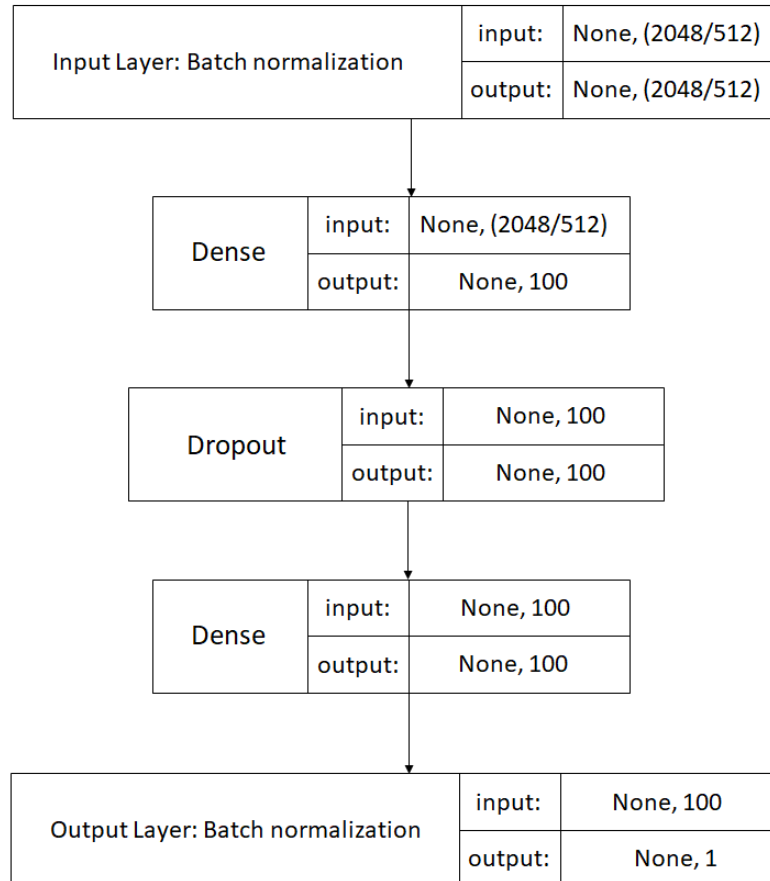 Input Layer: Batch normalization
input: None, (2048/512)
output: None, (2048/512)
Dense
input: None, (2048/512)
output: None, 100
Dropout
input: None, 100
output: None, 100
Dense
input: None, 100
output: None, 100
Output Layer: Batch normalization
input: None, 100
output: None, 1